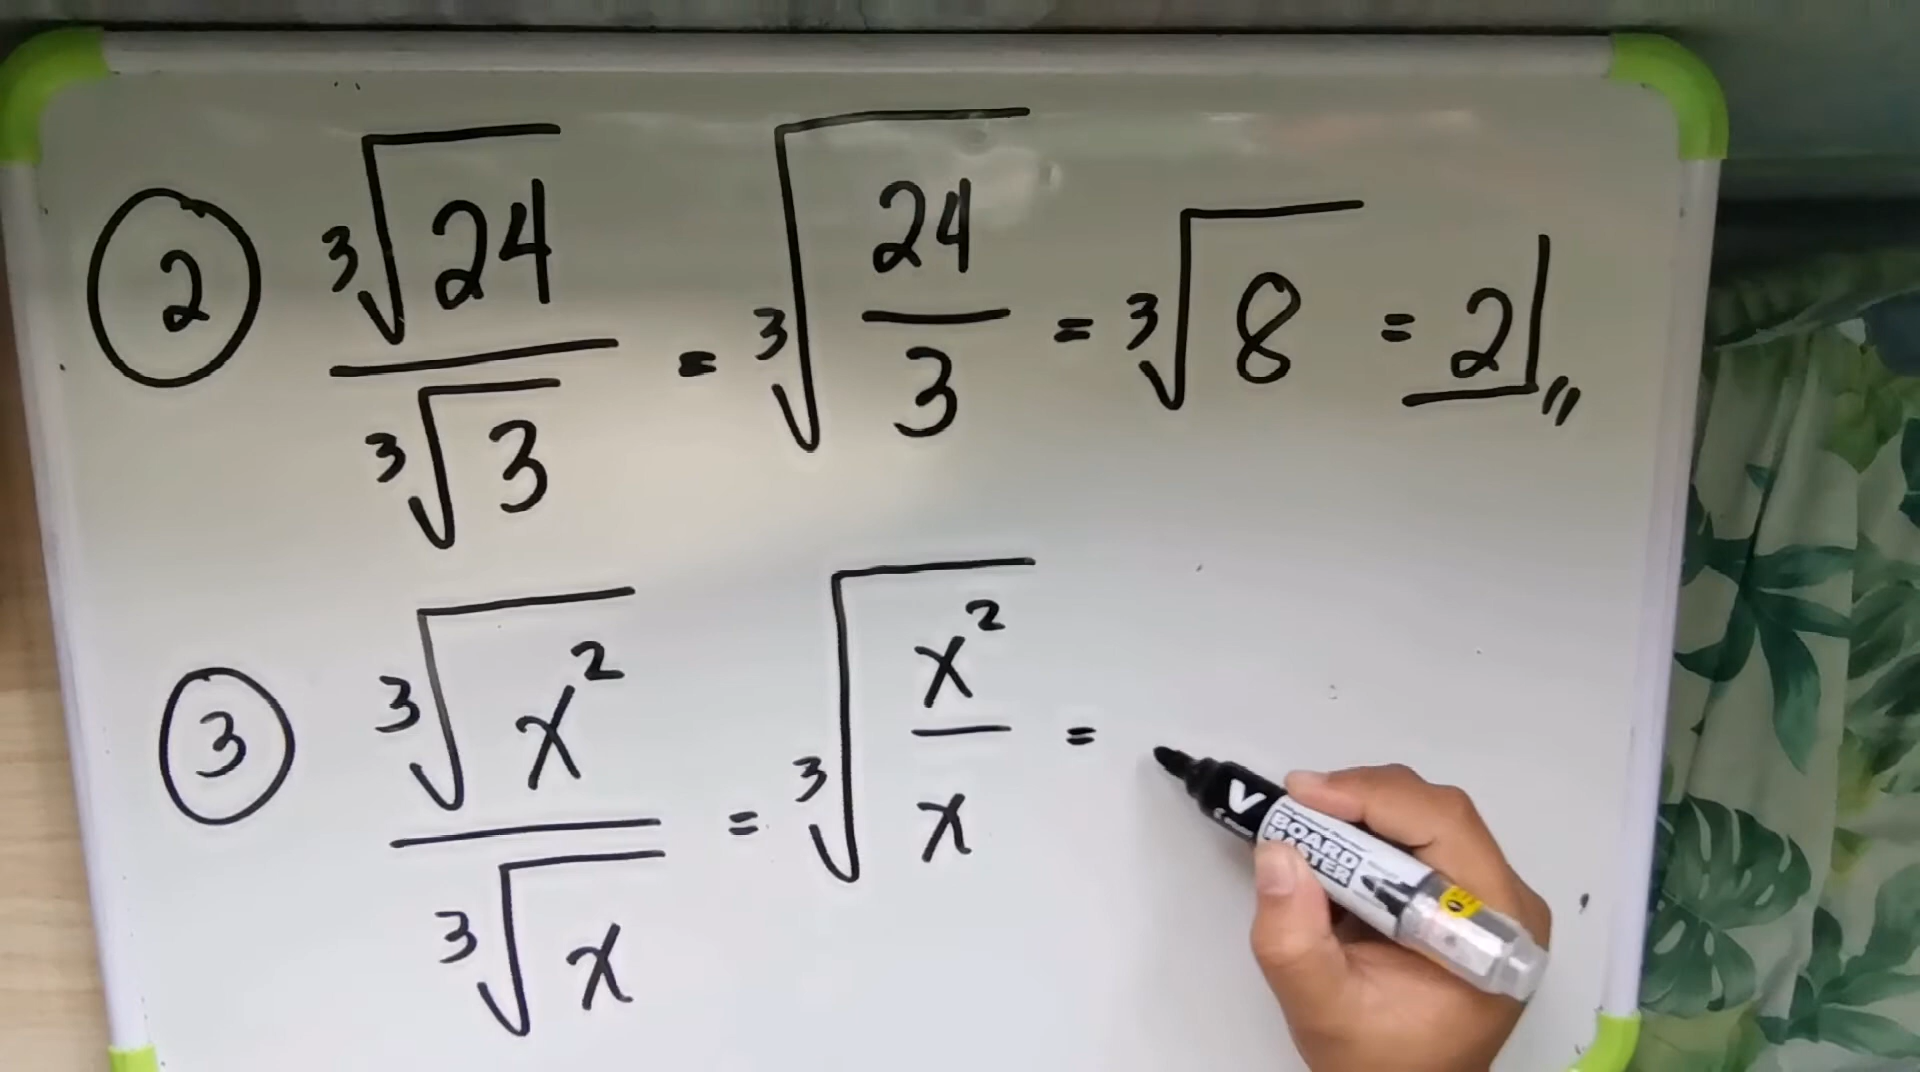 ② ∛24 / ∛3 = ∛(24/3) = ∛8 = 2
③ ∛x² / ∛x = ∛(x²/x) =
V
BOARD
MASTER